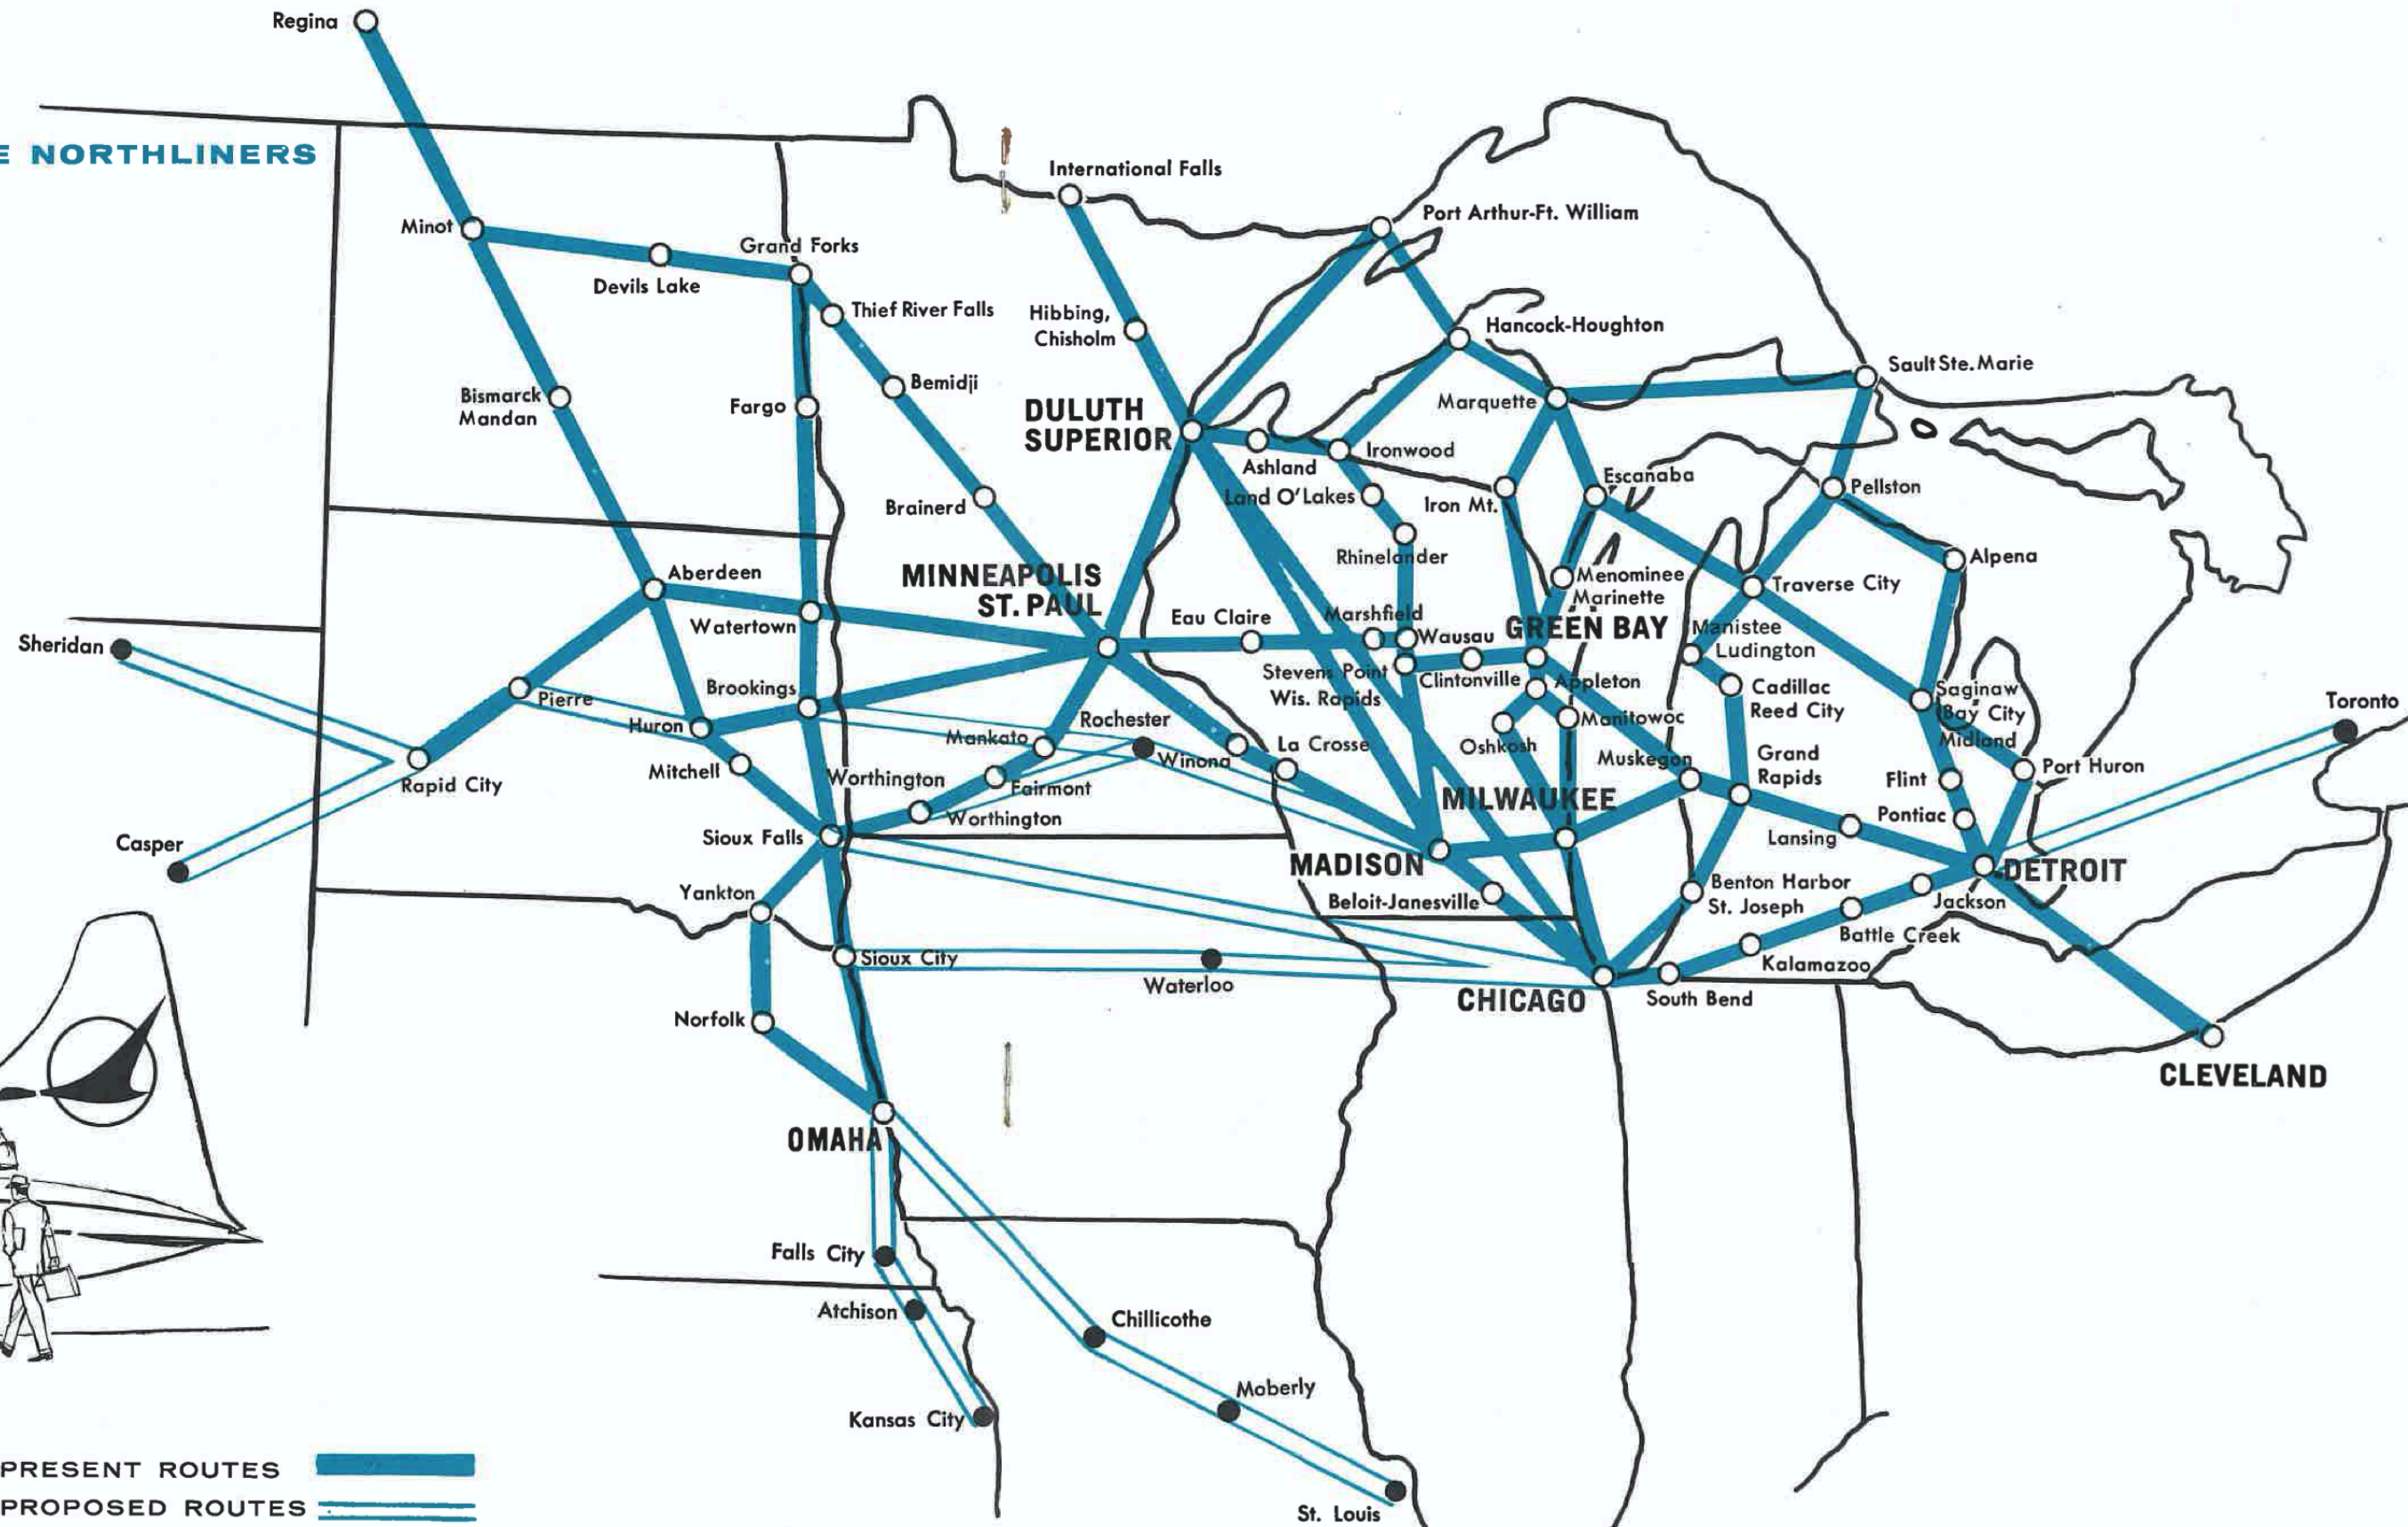 Regina
E NORTHLINERS
International Falls
Port Arthur-Ft. William
Minot
Grand Forks
Devils Lake
Thief River Falls
Hibbing,
Chisholm
Hancock-Houghton
Sault Ste. Marie
Bismarck
Mandan
Fargo
Bemidji
DULUTH
SUPERIOR
Marquette
Ashland
Ironwood
Land O'Lakes
Iron Mt.
Escanaba
Pellston
Brainerd
Rhinelander
Alpena
Aberdeen
MINNEAPOLIS
ST. PAUL
Menominee
Marinette
Traverse City
Watertown
Eau Claire
Marshfield
Wausau
GREEN BAY
Manistee
Ludington
Sheridan
Pierre
Brookings
Stevens Point
Wis. Rapids
Clintonville
Appleton
Cadillac
Reed City
Saginaw
Bay City
Midland
Toronto
Huron
Rochester
Mankato
Winona
La Crosse
Manitowoc
Oshkosh
Muskegon
Grand
Rapids
Port Huron
Rapid City
Mitchell
Worthington
Fairmont
Flint
MILWAUKEE
Pontiac
Worthington
Sioux Falls
Lansing
Casper
MADISON
DETROIT
Yankton
Beloit-Janesville
Benton Harbor
St. Joseph
Jackson
Battle Creek
Sioux City
Waterloo
Kalamazoo
CHICAGO
South Bend
Norfolk
CLEVELAND
OMAHA
Falls City
Atchison
Chillicothe
Moberly
Kansas City
St. Louis
PRESENT ROUTES
PROPOSED ROUTES